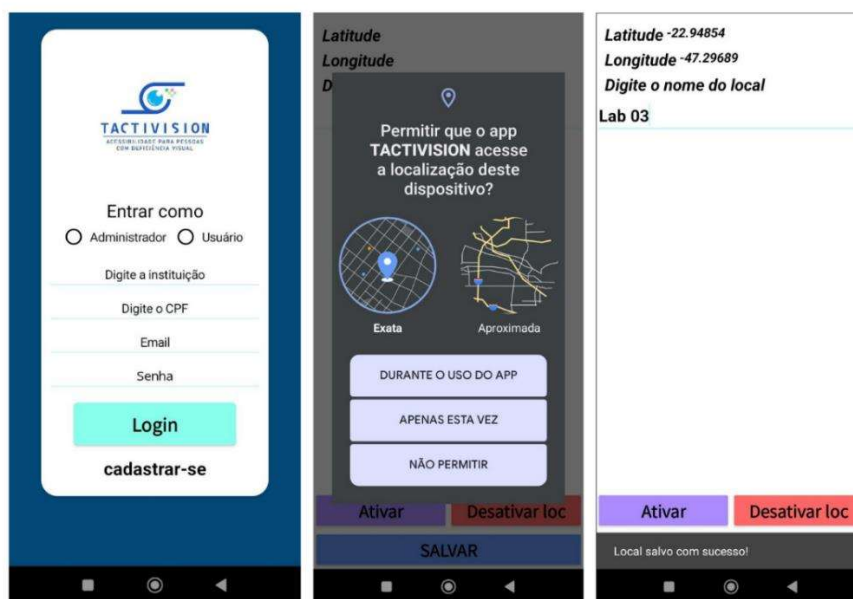 TACTIVISION
ACESSIBILIDADE PARA PESSOAS
COM DEFICIÊNCIA VISUAL
Entrar como
Administrador Usuário
Digite a instituição
Digite o CPF
Email
Senha
Login
cadastrar-se
Latitude
Longitude
D
Permitir que o app
TACTIVISION acesse
a localização deste
dispositivo?
Exata Aproximada
DURANTE O USO DO APP
APENAS ESTA VEZ
NÃO PERMITIR
Ativar Desativar loc
SALVAR
Latitude -22.94854
Longitude -47.29689
Digite o nome do local
Lab 03
Ativar Desativar loc
Local salvo com sucesso!